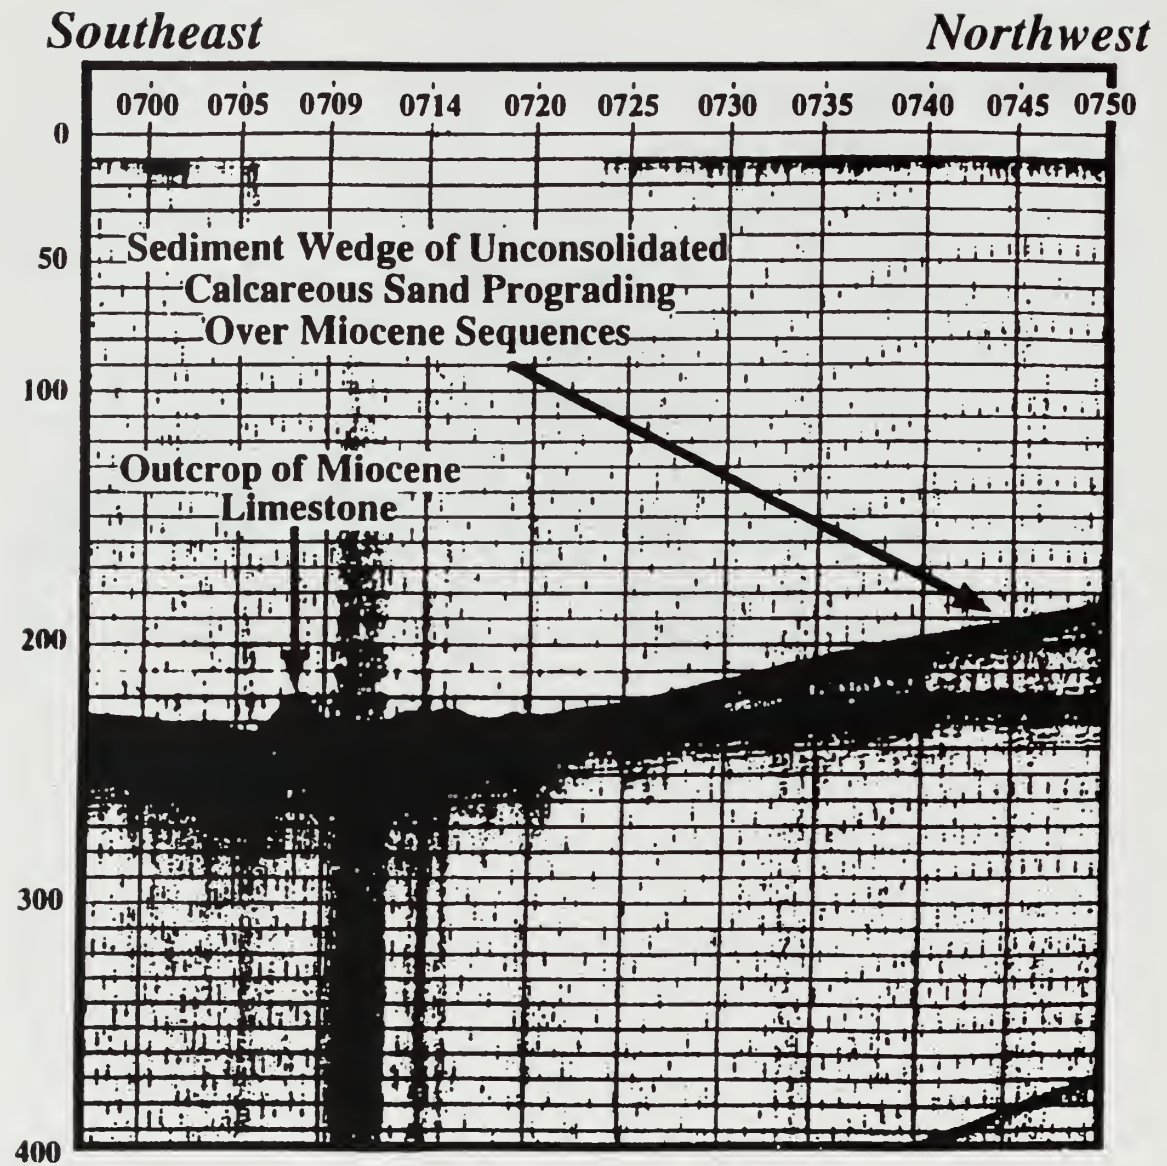 Southeast Northwest
0700 0705 0709 0714 0720 0725 0730 0735 0740 0745 0750
0
50
Sediment Wedge of Unconsolidated
Calcareous Sand Prograding
Over Miocene Sequences
100
Outcrop of Miocene
Limestone
200
300
400